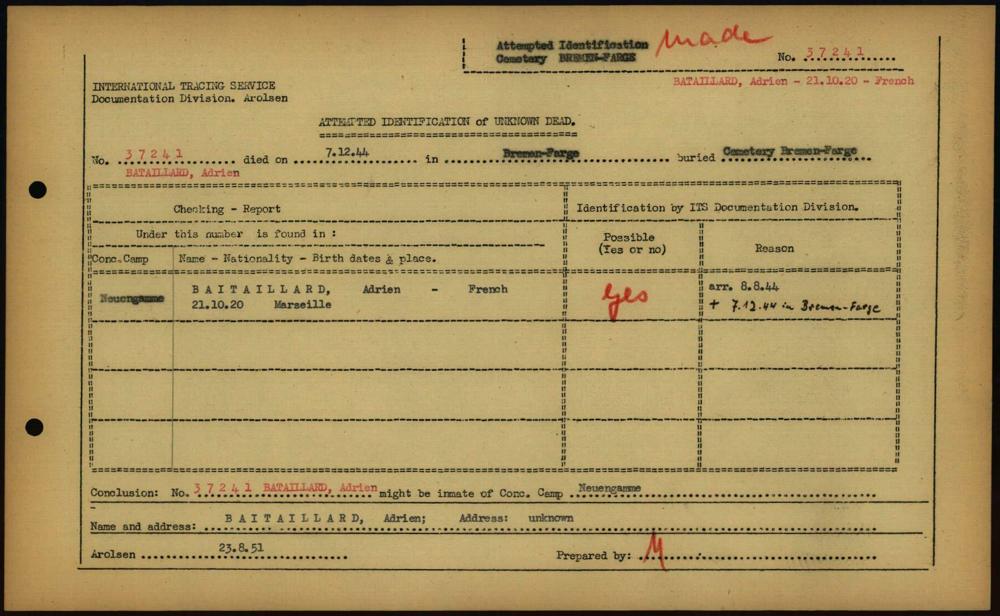 Attempted Identification made
Cemetery BREMEN-FARGE
No. 37241
BATAILLARD, Adrien - 21.10.20 - French
INTERNATIONAL TRACING SERVICE
Documentation Division. Arolsen
ATTEMPTED IDENTIFICATION of UNKNOWN DEAD.
No. 37241 died on 7.12.44 in Bremen-Farge buried Cemetery Bremen-Farge
BATAILLARD, Adrien
Checking - Report
Identification by ITS Documentation Division.
Under this number is found in :
Possible
(Yes or no)
Reason
Conc.Camp
Name - Nationality - Birth dates & place.
Neuengamme
BAITAILLARD, Adrien - French
21.10.20 Marseille
yes
arr. 8.8.44
+ 7.12.44 in Bremen-Farge
Conclusion: No. 37241 BATAILLARD, Adrien might be inmate of Conc. Camp Neuengamme
Name and address: BAITAILLARD, Adrien; Address: unknown
Arolsen 23.8.51
Prepared by: